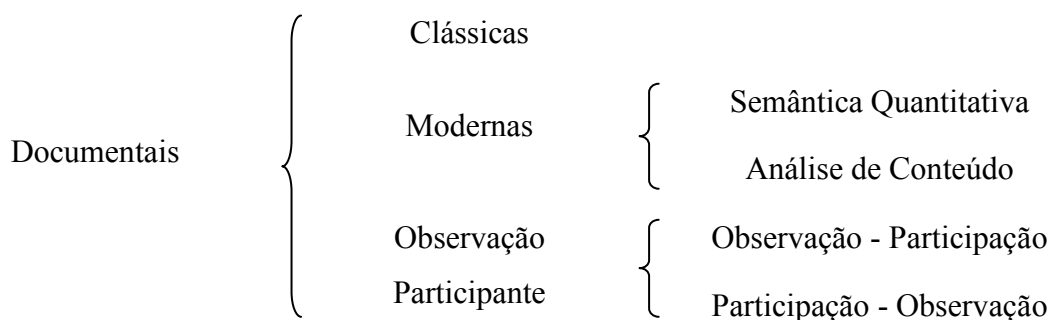 Clássicas
Semântica Quantitativa
Modernas
Documentais
Análise de Conteúdo
Observação
Participante
Observação - Participação
Participação - Observação